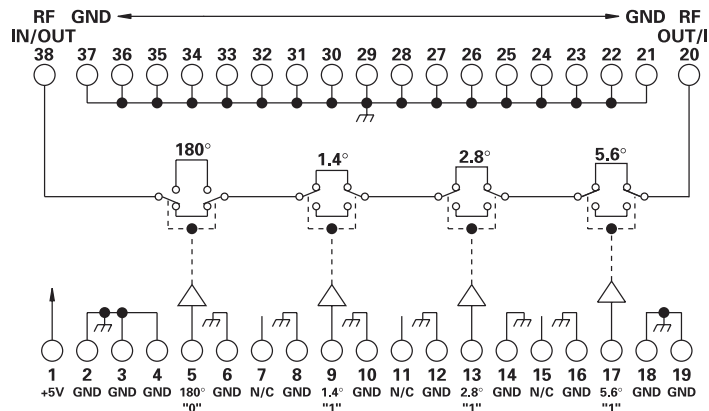 RF GND GND RF
IN/OUT OUT/I
38 37 36 35 34 33 32 31 30 29 28 27 26 25 24 23 22 21 20
180° 1.4° 2.8° 5.6°
1 2 3 4 5 6 7 8 9 10 11 12 13 14 15 16 17 18 19
+5V GND GND GND 180° GND N/C GND 1.4° GND N/C GND 2.8° GND N/C GND 5.6° GND GND
"0" "1" "1" "1"